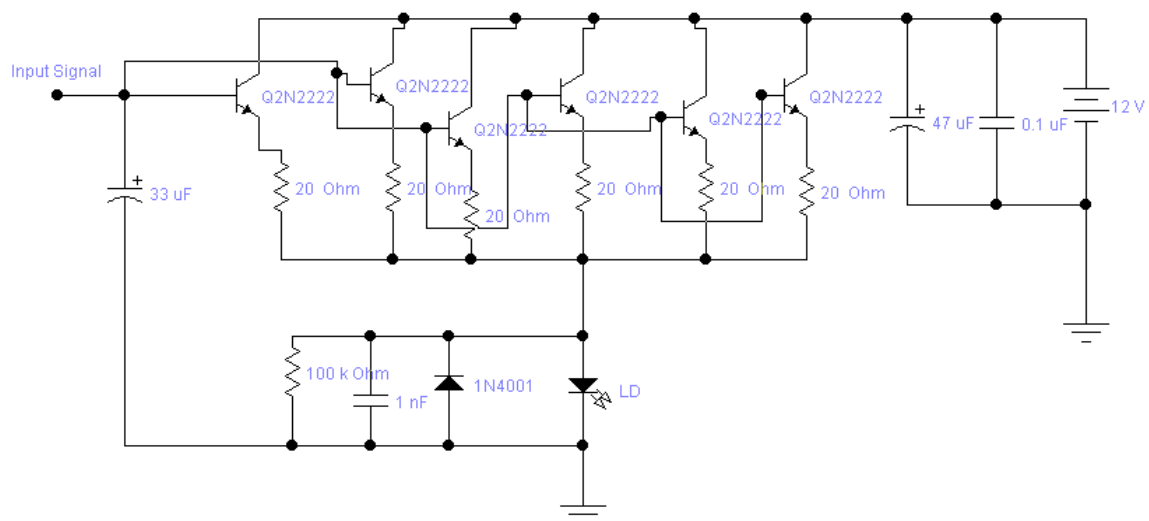 Input Signal
Q2N2222
Q2N2222
Q2N2222
Q2N2222
Q2N2222
Q2N2222
47 uF
0.1 uF
12 V
33 uF
20 Ohm
20 Ohm
20 Ohm
20 Ohm
20 Ohm
20 Ohm
100 k Ohm
1 nF
1N4001
LD